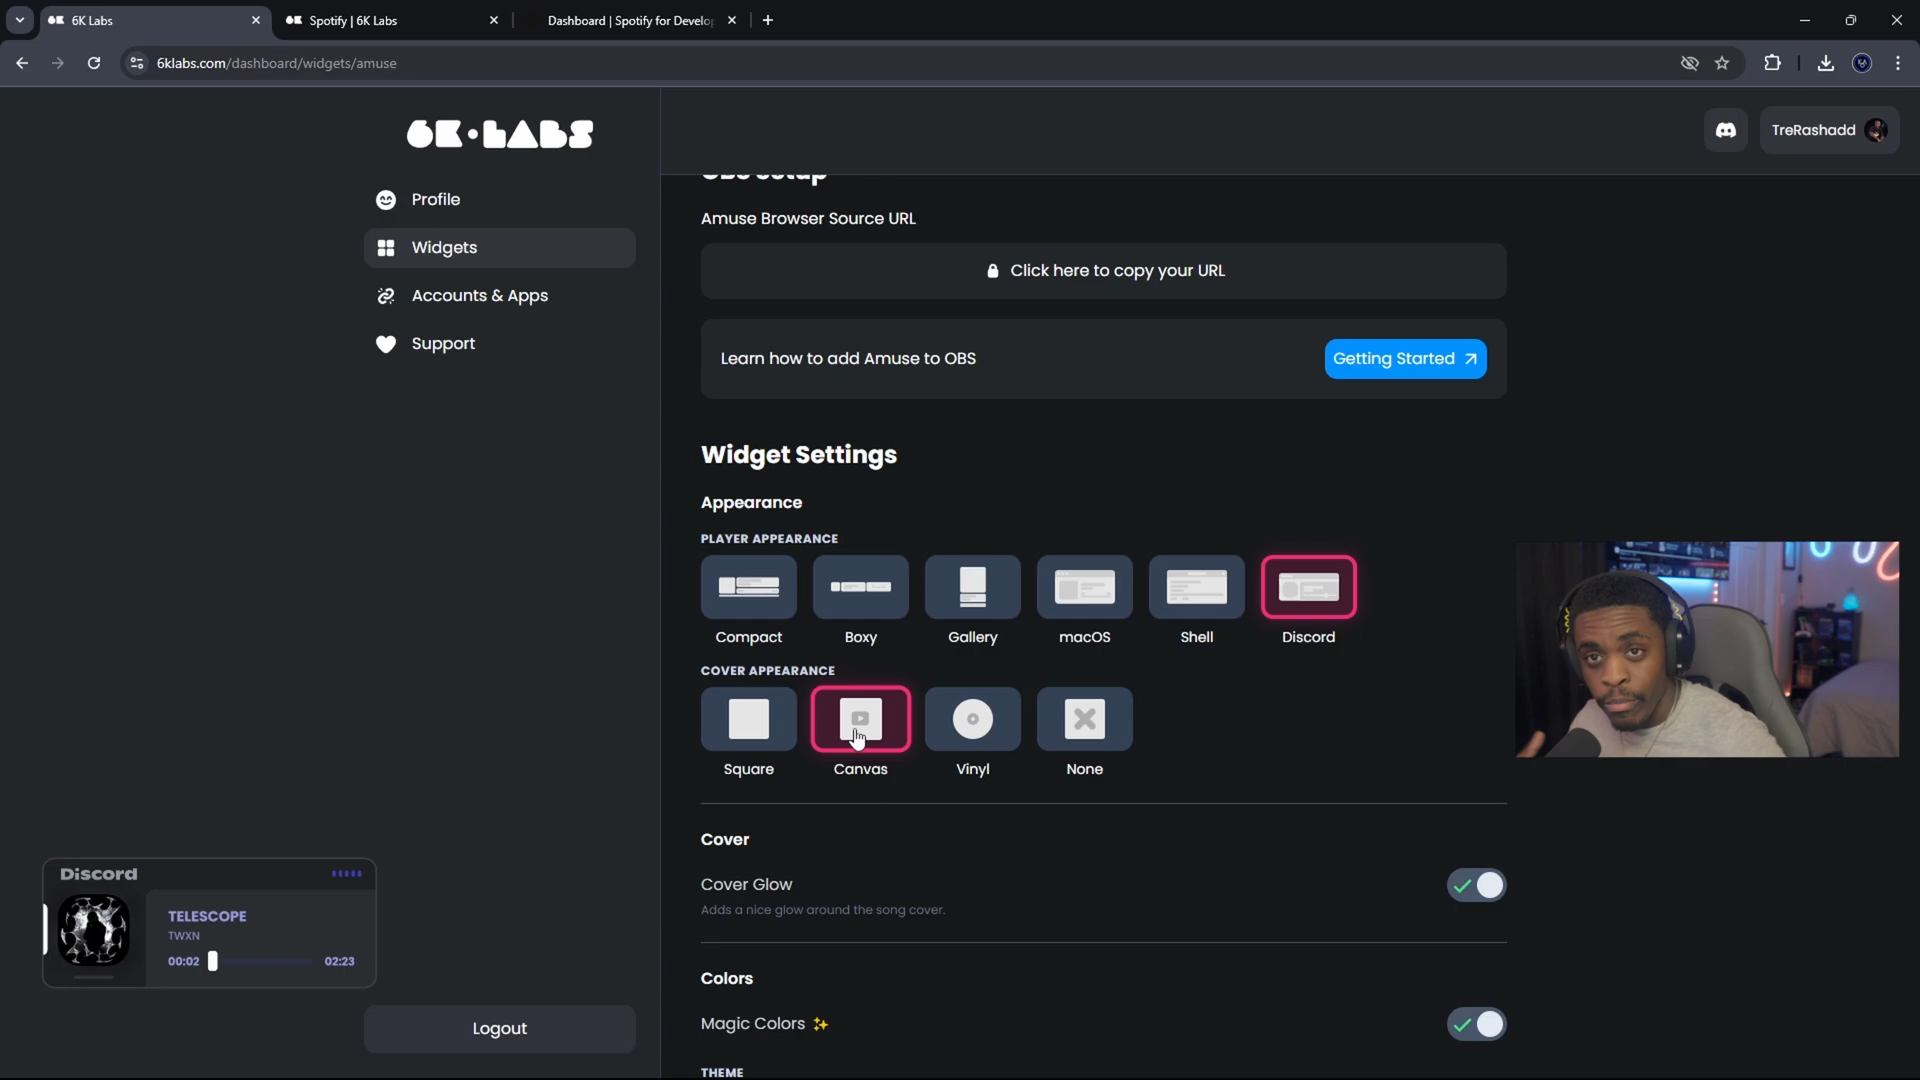 6K Labs
Spotify | 6K Labs
Dashboard | Spotify for Develop
6klabs.com/dashboard/widgets/amuse
6K•LABS
TreRashadd
Profile
Widgets
Accounts & Apps
Support
OBS Setup
Amuse Browser Source URL
Click here to copy your URL
Learn how to add Amuse to OBS
Getting Started
Widget Settings
Appearance
PLAYER APPEARANCE
Compact
Boxy
Gallery
macOS
Shell
Discord
COVER APPEARANCE
Square
Canvas
Vinyl
None
Cover
Cover Glow
Adds a nice glow around the song cover.
Colors
Magic Colors ✨
THEME
Discord
TELESCOPE
TWXN
00:02
02:23
Logout